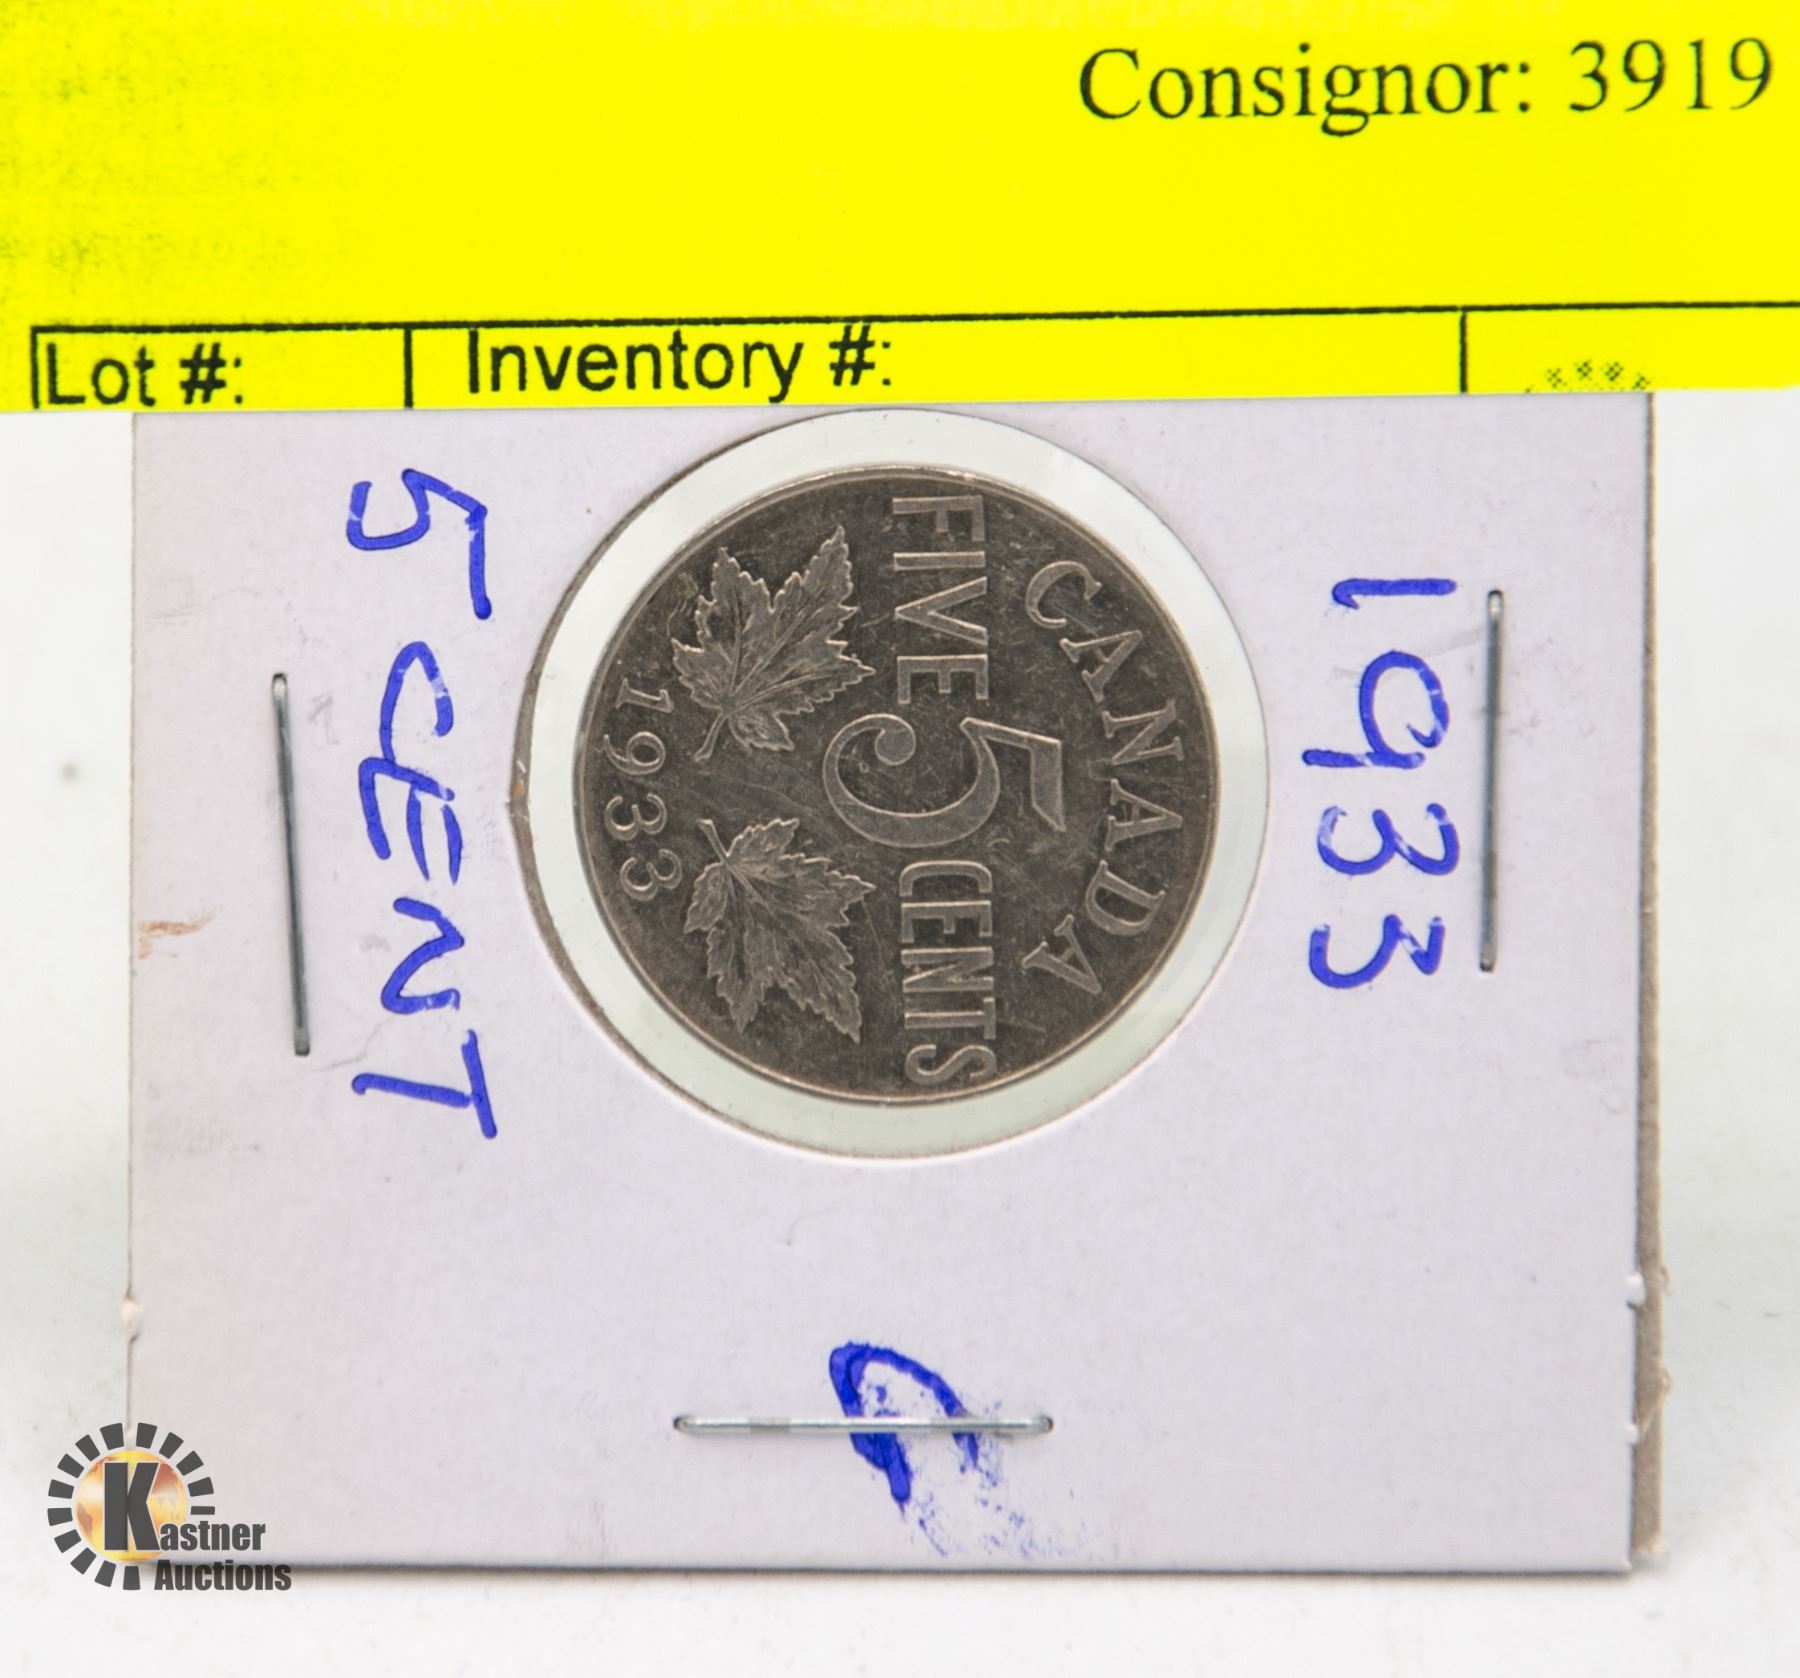 Consignor: 3919
Lot #:
Inventory #:
1933
5 CENT
CANADA
FIVE 5 CENTS
1933
Kastner
Auctions